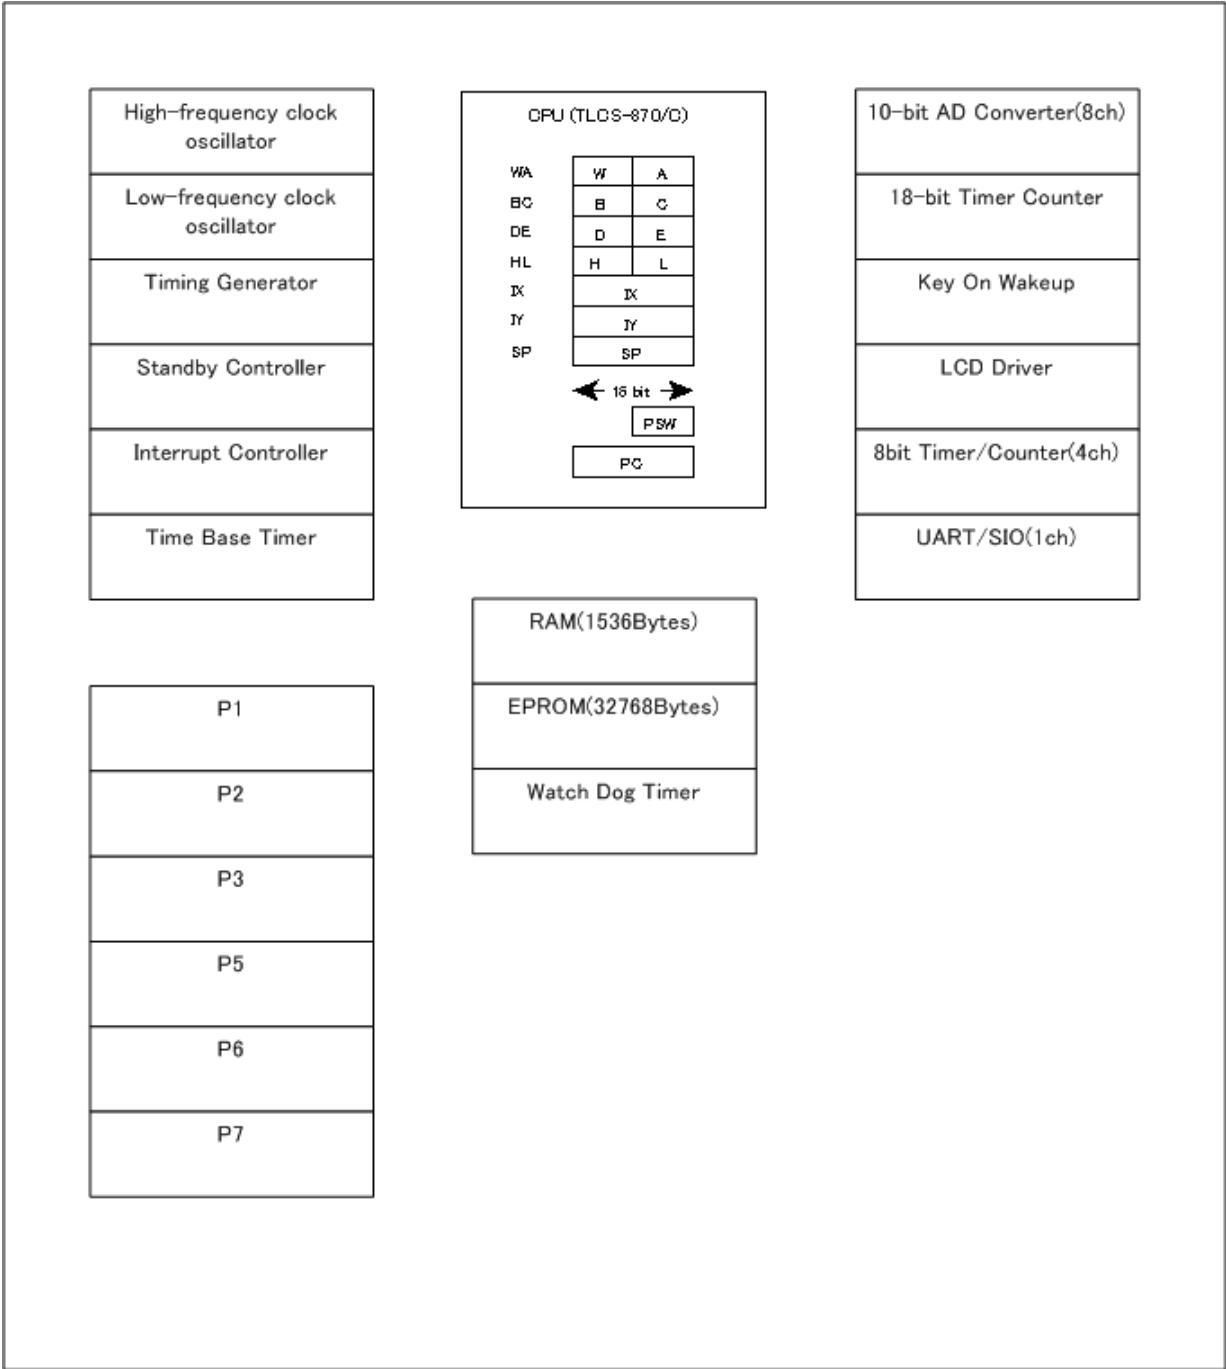 High-frequency clock
oscillator
Low-frequency clock
oscillator
Timing Generator
Standby Controller
Interrupt Controller
Time Base Timer
P1
P2
P3
P5
P6
P7
CPU (TLCS-870/C)
WA W A
BC B C
DE D E
HL H L
IX IX
IY IY
SP SP
16 bit
PSW
PC
RAM(1536Bytes)
EPROM(32768Bytes)
Watch Dog Timer
10-bit AD Converter(8ch)
18-bit Timer Counter
Key On Wakeup
LCD Driver
8bit Timer/Counter(4ch)
UART/SIO(1ch)